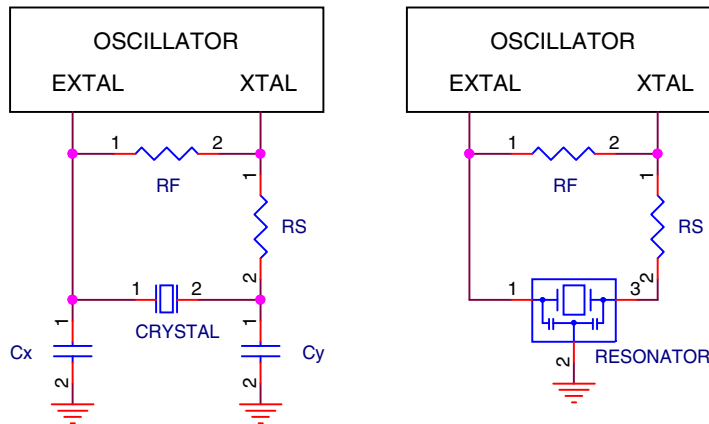 OSCILLATOR
EXTAL XTAL
1 2
RF
1
RS
2
1 2
CRYSTAL
1 1
Cx Cy
2 2
OSCILLATOR
EXTAL XTAL
1 2
RF
1
RS
2
1 3
RESONATOR
2